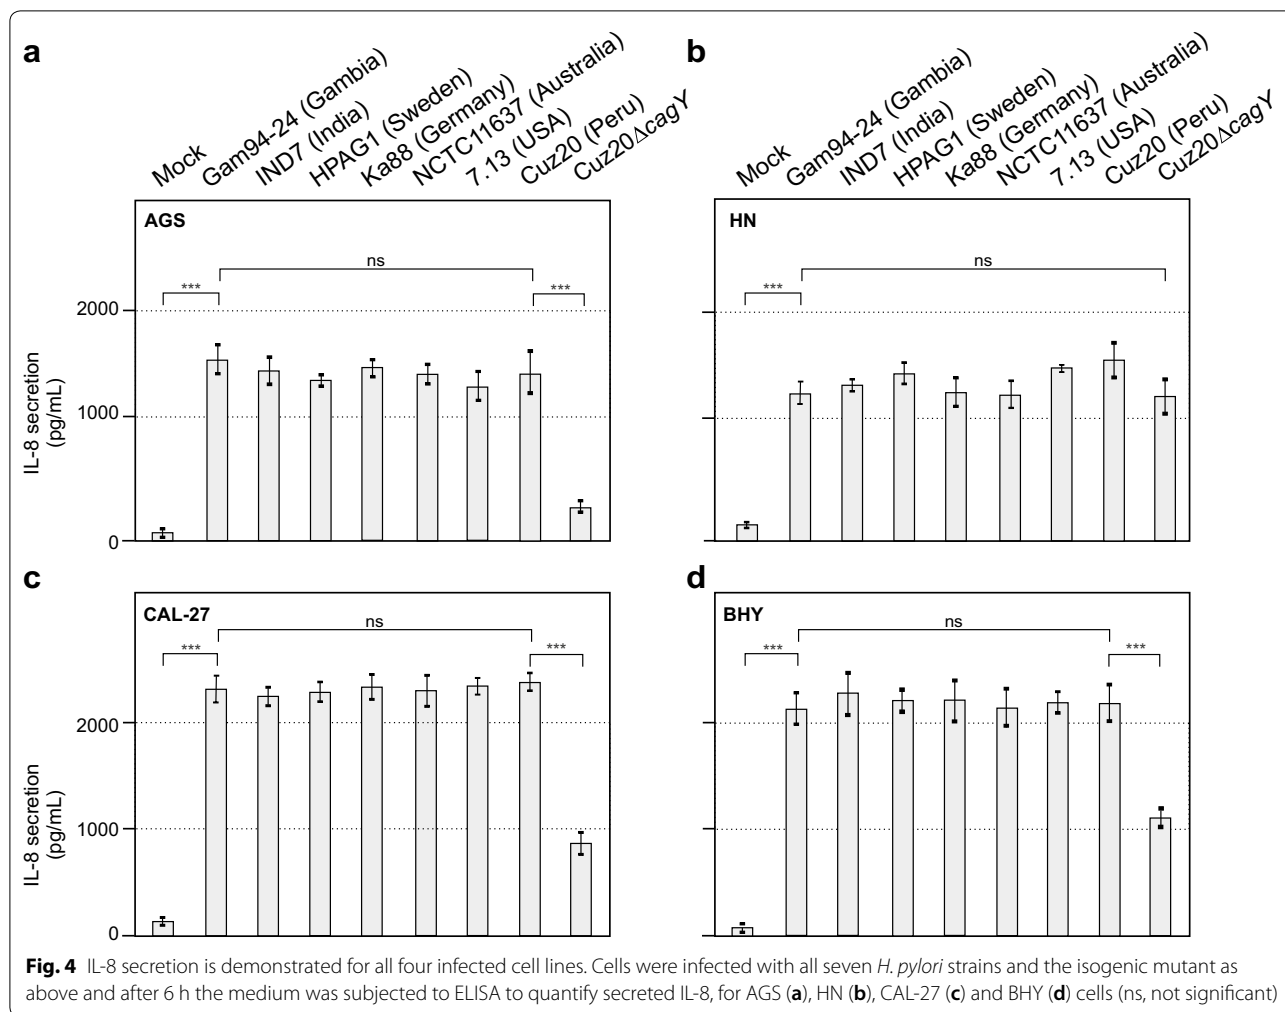 a
Mock
Gam94-24 (Gambia)
IND7 (India)
HPAG1 (Sweden)
Ka88 (Germany)
NCTC11637 (Australia)
7.13 (USA)
Cuz20 (Peru)
Cuz20ΔcagY
AGS
ns
***
***
2000
1000
0
IL-8 secretion
(pg/mL)
b
Mock
Gam94-24 (Gambia)
IND7 (India)
HPAG1 (Sweden)
Ka88 (Germany)
NCTC11637 (Australia)
7.13 (USA)
Cuz20 (Peru)
Cuz20ΔcagY
HN
ns
***
c
CAL-27
ns
***
***
2000
1000
0
IL-8 secretion
(pg/mL)
d
BHY
ns
***
***
Fig. 4 IL-8 secretion is demonstrated for all four infected cell lines. Cells were infected with all seven H. pylori strains and the isogenic mutant as
above and after 6 h the medium was subjected to ELISA to quantify secreted IL-8, for AGS (a), HN (b), CAL-27 (c) and BHY (d) cells (ns, not significant)